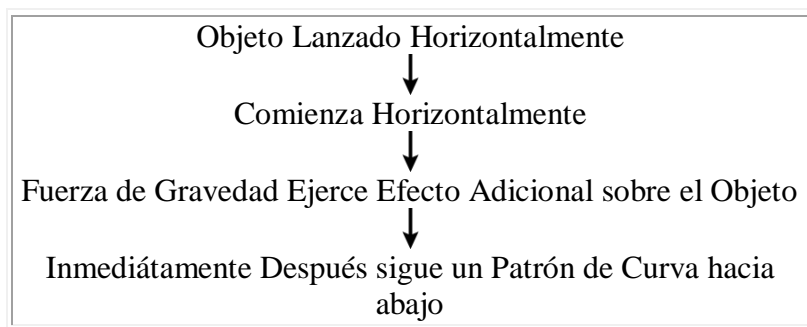 Objeto Lanzado Horizontalmente
Comienza Horizontalmente
Fuerza de Gravedad Ejerce Efecto Adicional sobre el Objeto
Inmediátamente Después sigue un Patrón de Curva hacia
abajo